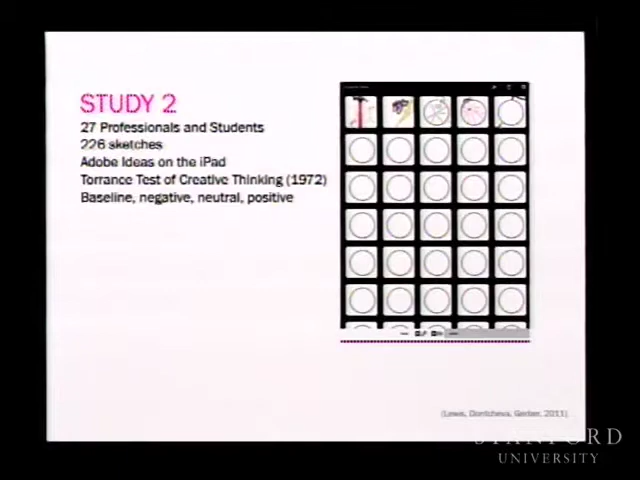 STUDY 2
27 Professionals and Students
226 sketches
Adobe Ideas on the iPad
Torrance Test of Creative Thinking (1972)
Baseline, negative, neutral, positive
(Lewis, Dontcheva, Gerber, 2011)
STANFORD
UNIVERSITY